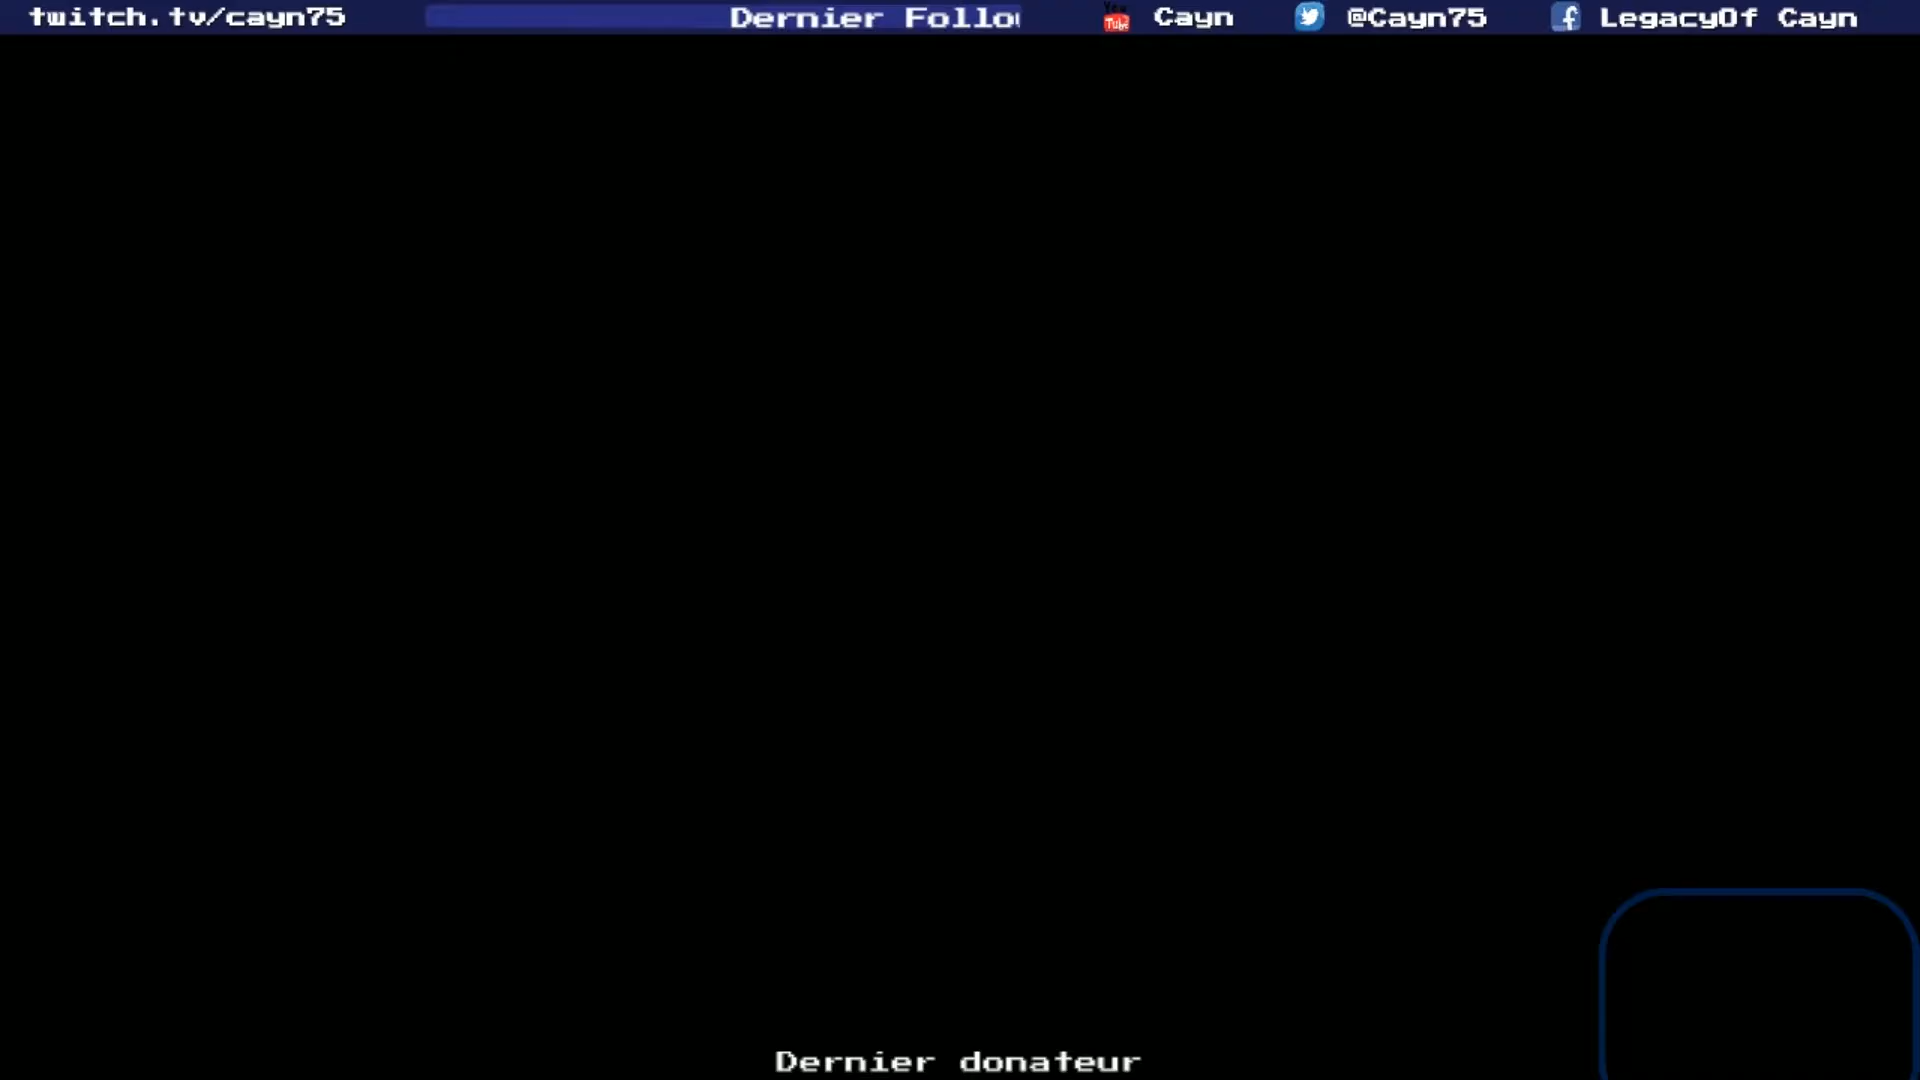 twitch.tv/cayn75 Dernier Follo Cayn @Cayn75 LegacyOf Cayn
Dernier donateur